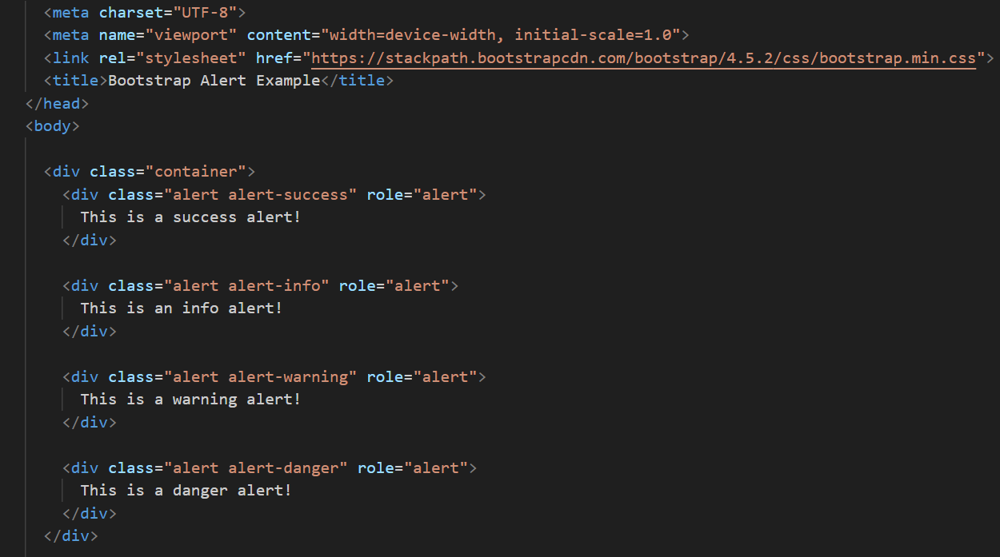 <meta charset="UTF-8">
<meta name="viewport" content="width=device-width, initial-scale=1.0">
<link rel="stylesheet" href="https://stackpath.bootstrapcdn.com/bootstrap/4.5.2/css/bootstrap.min.css">
<title>Bootstrap Alert Example</title>
</head>
<body>
<div class="container">
<div class="alert alert-success" role="alert">
This is a success alert!
</div>
<div class="alert alert-info" role="alert">
This is an info alert!
</div>
<div class="alert alert-warning" role="alert">
This is a warning alert!
</div>
<div class="alert alert-danger" role="alert">
This is a danger alert!
</div>
</div>